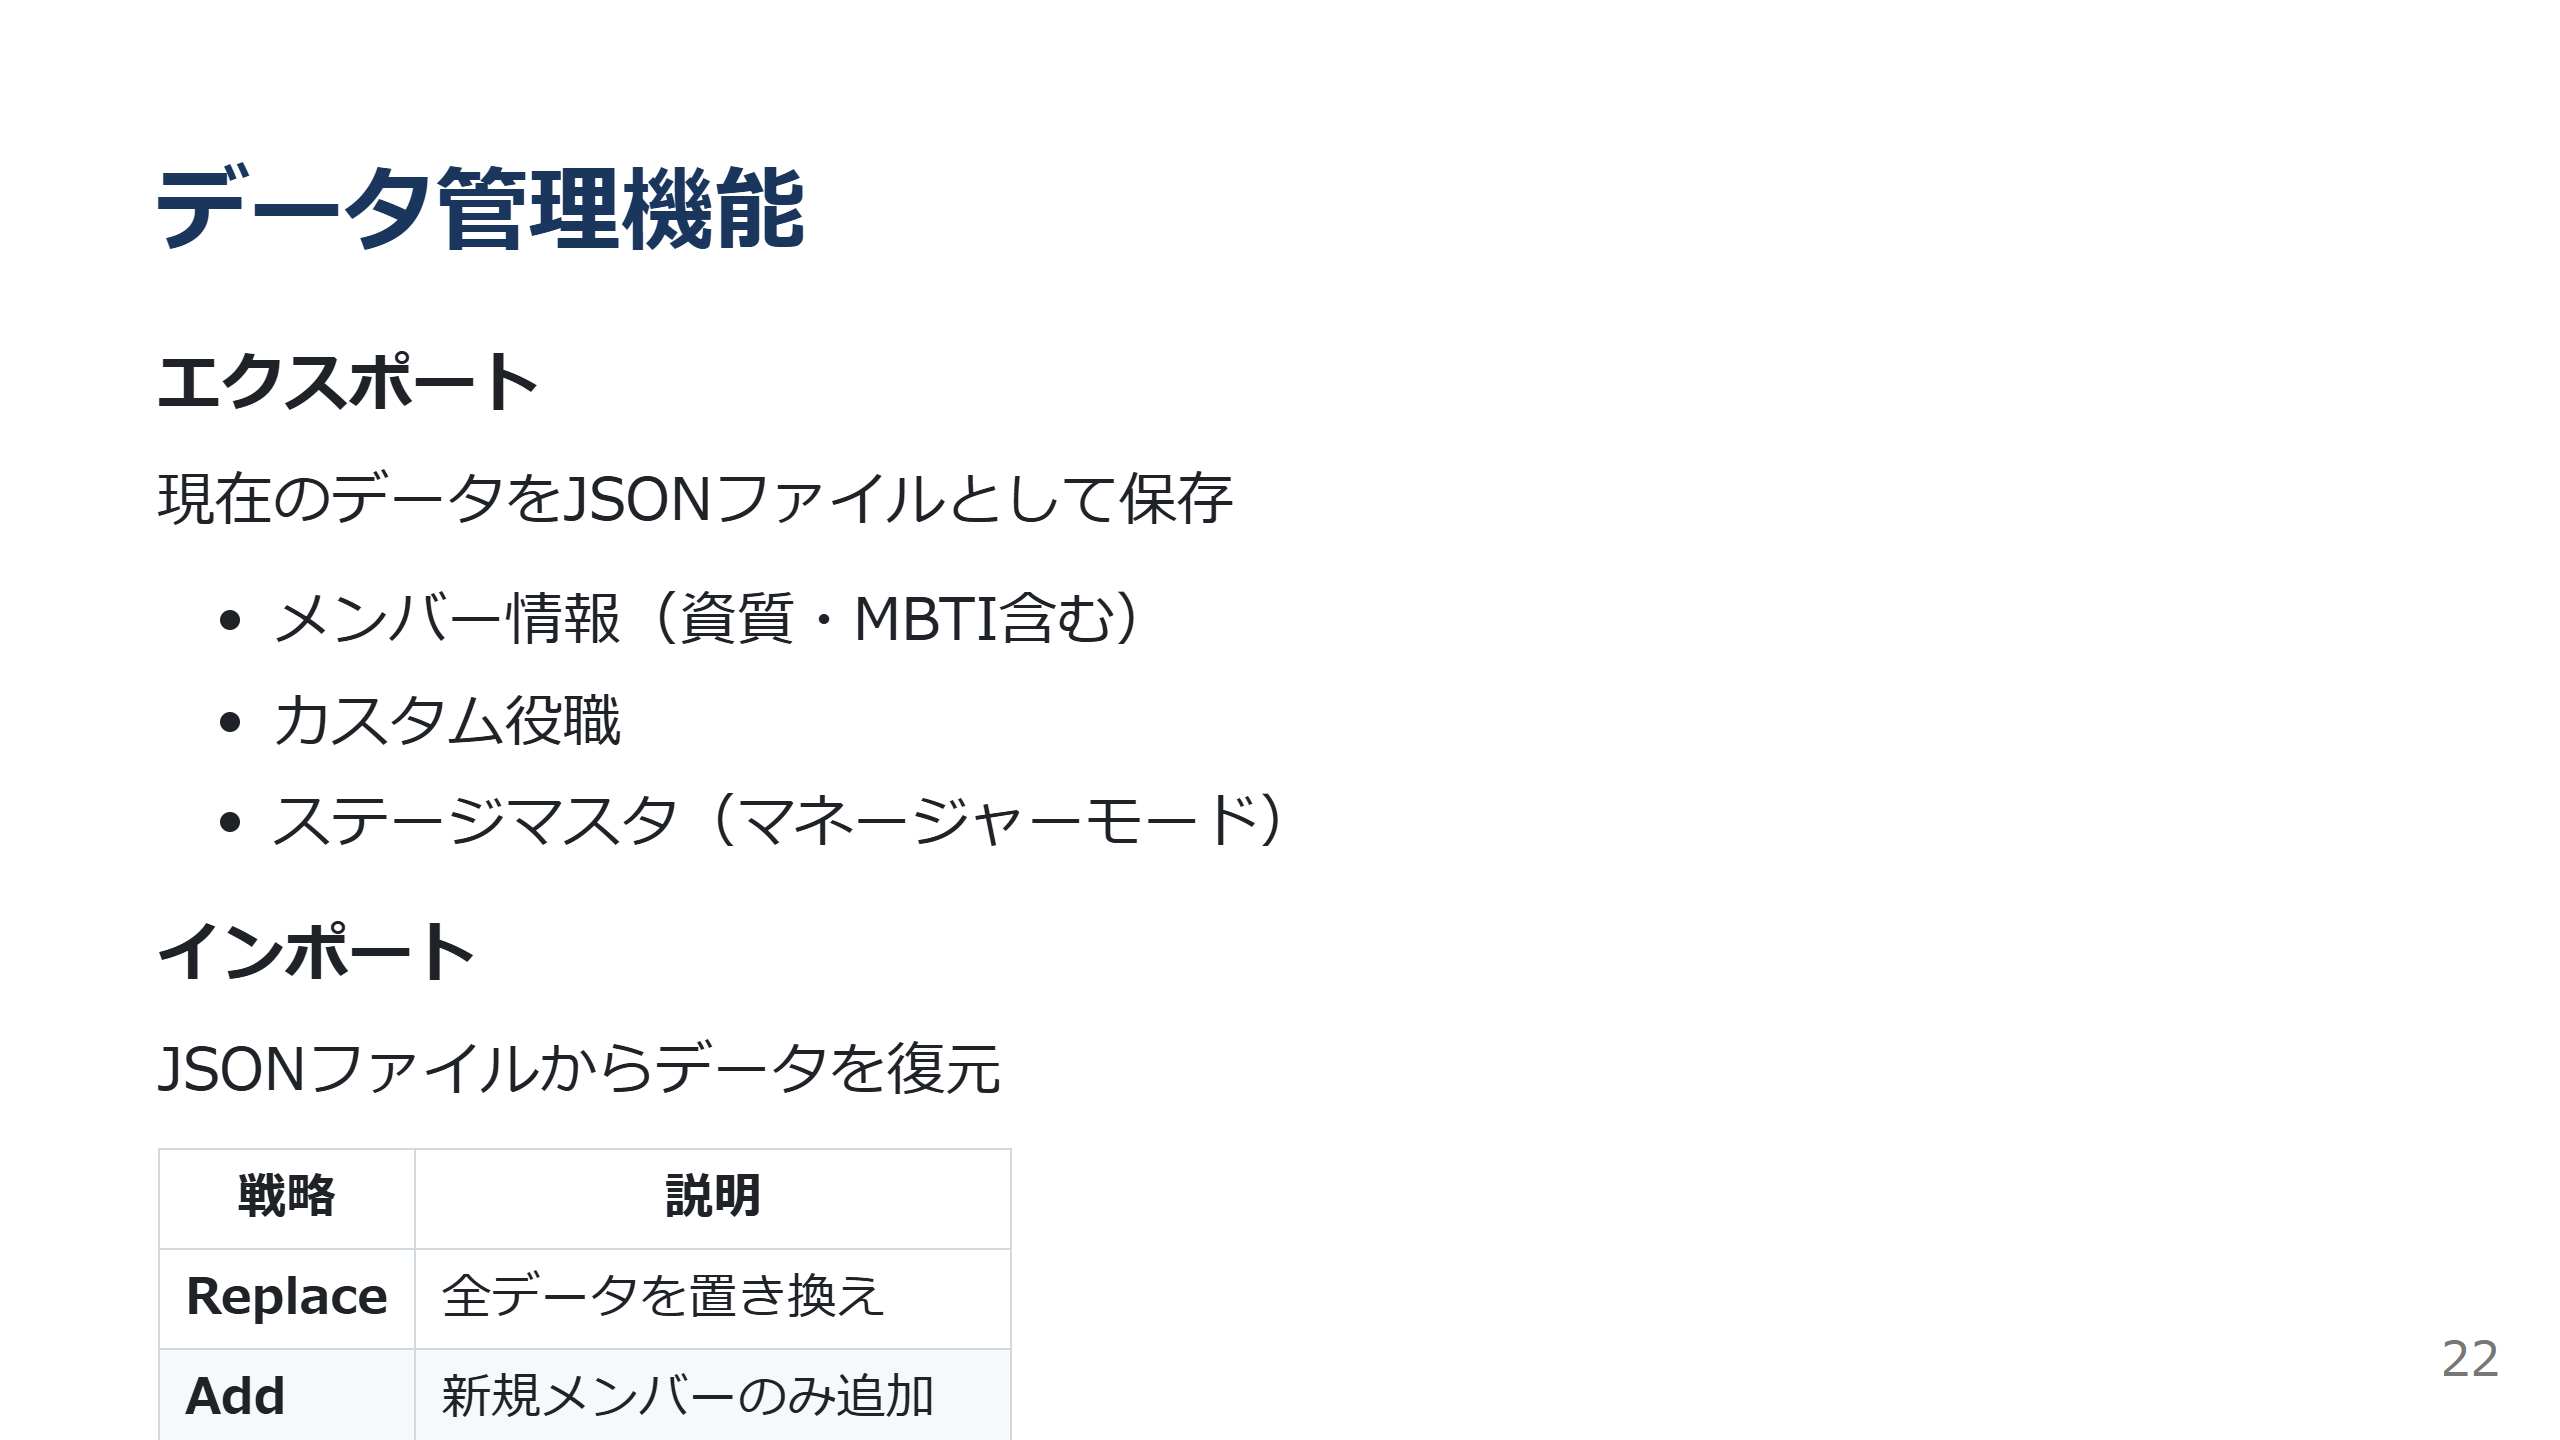 データ管理機能
エクスポート
現在のデータをJSONファイルとして保存
• メンバー情報（資質・MBTI含む）
• カスタム役職
• ステージマスタ（マネージャーモード）
インポート
JSONファイルからデータを復元
戦略 説明
Replace 全データを置き換え
Add 新規メンバーのみ追加
22